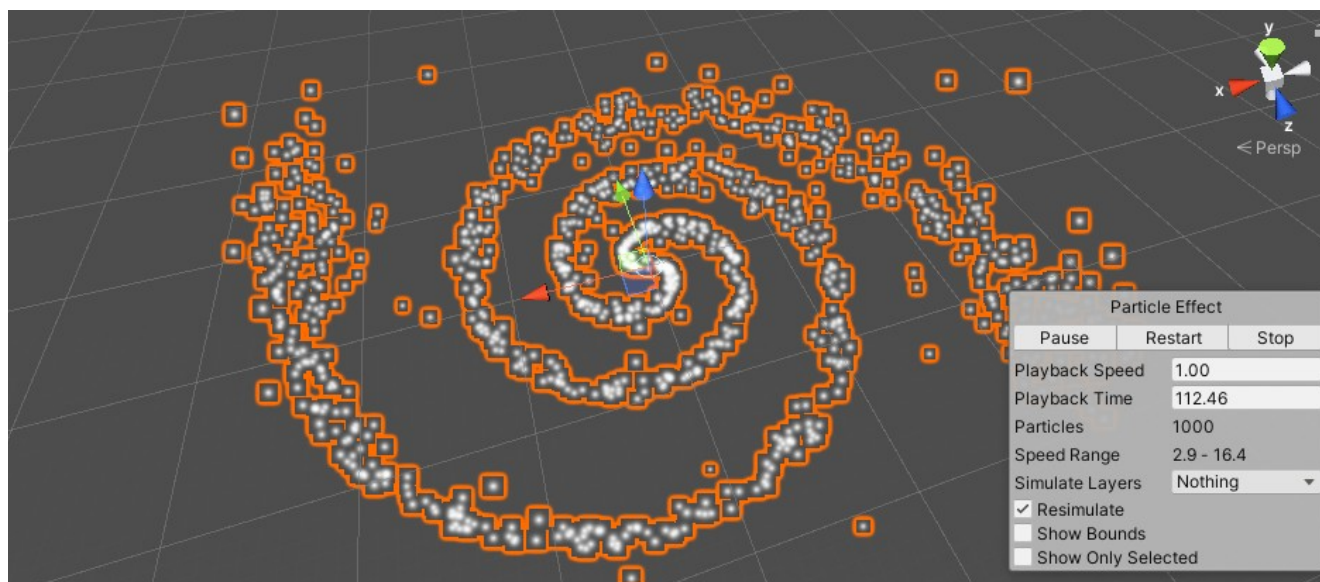 y
x
z
Persp
Particle Effect
Pause Restart Stop
Playback Speed 1.00
Playback Time 112.46
Particles 1000
Speed Range 2.9 - 16.4
Simulate Layers Nothing
Resimulate
Show Bounds
Show Only Selected